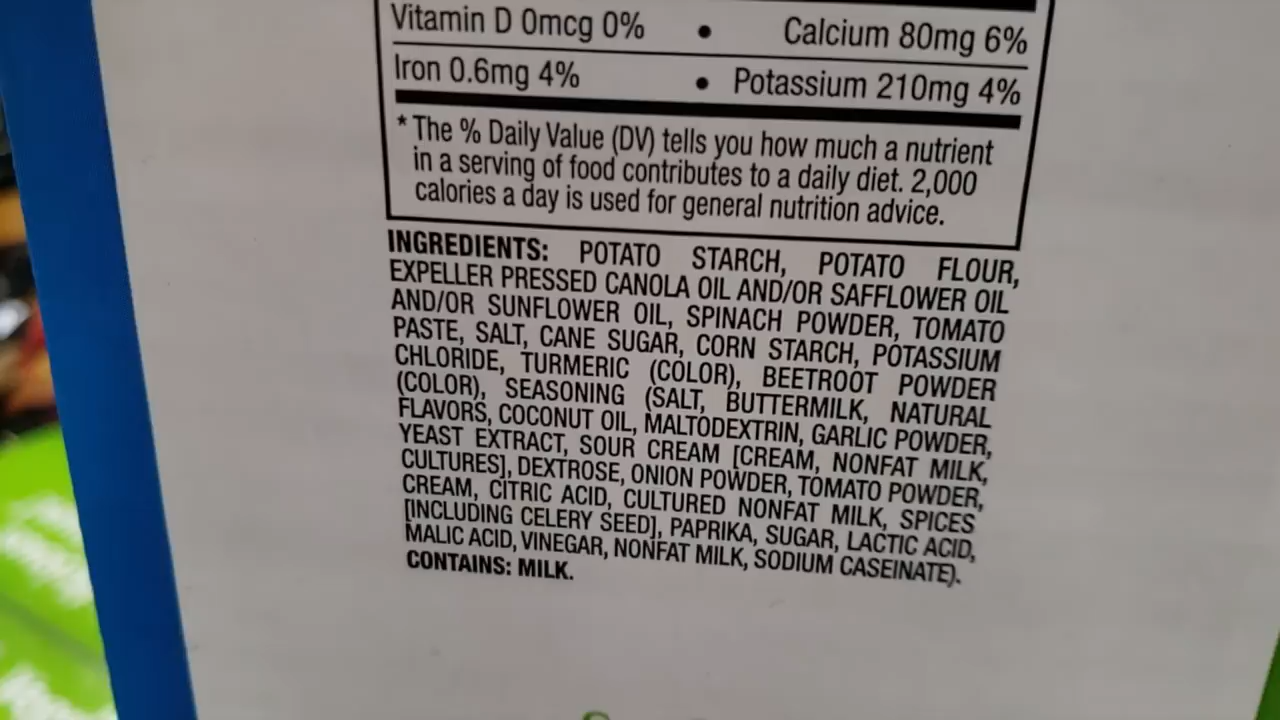 Vitamin D 0mcg 0% • Calcium 80mg 6%
Iron 0.6mg 4% • Potassium 210mg 4%
* The % Daily Value (DV) tells you how much a nutrient
in a serving of food contributes to a daily diet. 2,000
calories a day is used for general nutrition advice.
INGREDIENTS: POTATO STARCH, POTATO FLOUR,
EXPELLER PRESSED CANOLA OIL AND/OR SAFFLOWER OIL
AND/OR SUNFLOWER OIL, SPINACH POWDER, TOMATO
PASTE, SALT, CANE SUGAR, CORN STARCH, POTASSIUM
CHLORIDE, TURMERIC (COLOR), BEETROOT POWDER
(COLOR), SEASONING (SALT, BUTTERMILK, NATURAL
FLAVORS, COCONUT OIL, MALTODEXTRIN, GARLIC POWDER,
YEAST EXTRACT, SOUR CREAM [CREAM, NONFAT MILK,
CULTURES], DEXTROSE, ONION POWDER, TOMATO POWDER,
CREAM, CITRIC ACID, CULTURED NONFAT MILK, SPICES
[INCLUDING CELERY SEED], PAPRIKA, SUGAR, LACTIC ACID,
MALIC ACID, VINEGAR, NONFAT MILK, SODIUM CASEINATE).
CONTAINS: MILK.